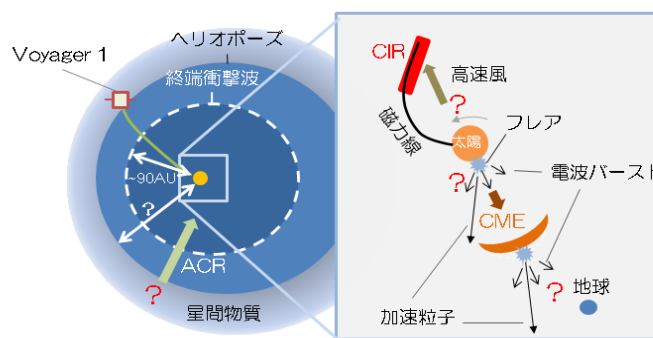 ヘリオポーズ
Voyager 1
終端衝撃波
~90AU
?
ACR
?
星間物質
CIR
高速風
?
磁力線
太陽
フレア
?
電波バースト
CME
?
地球
加速粒子